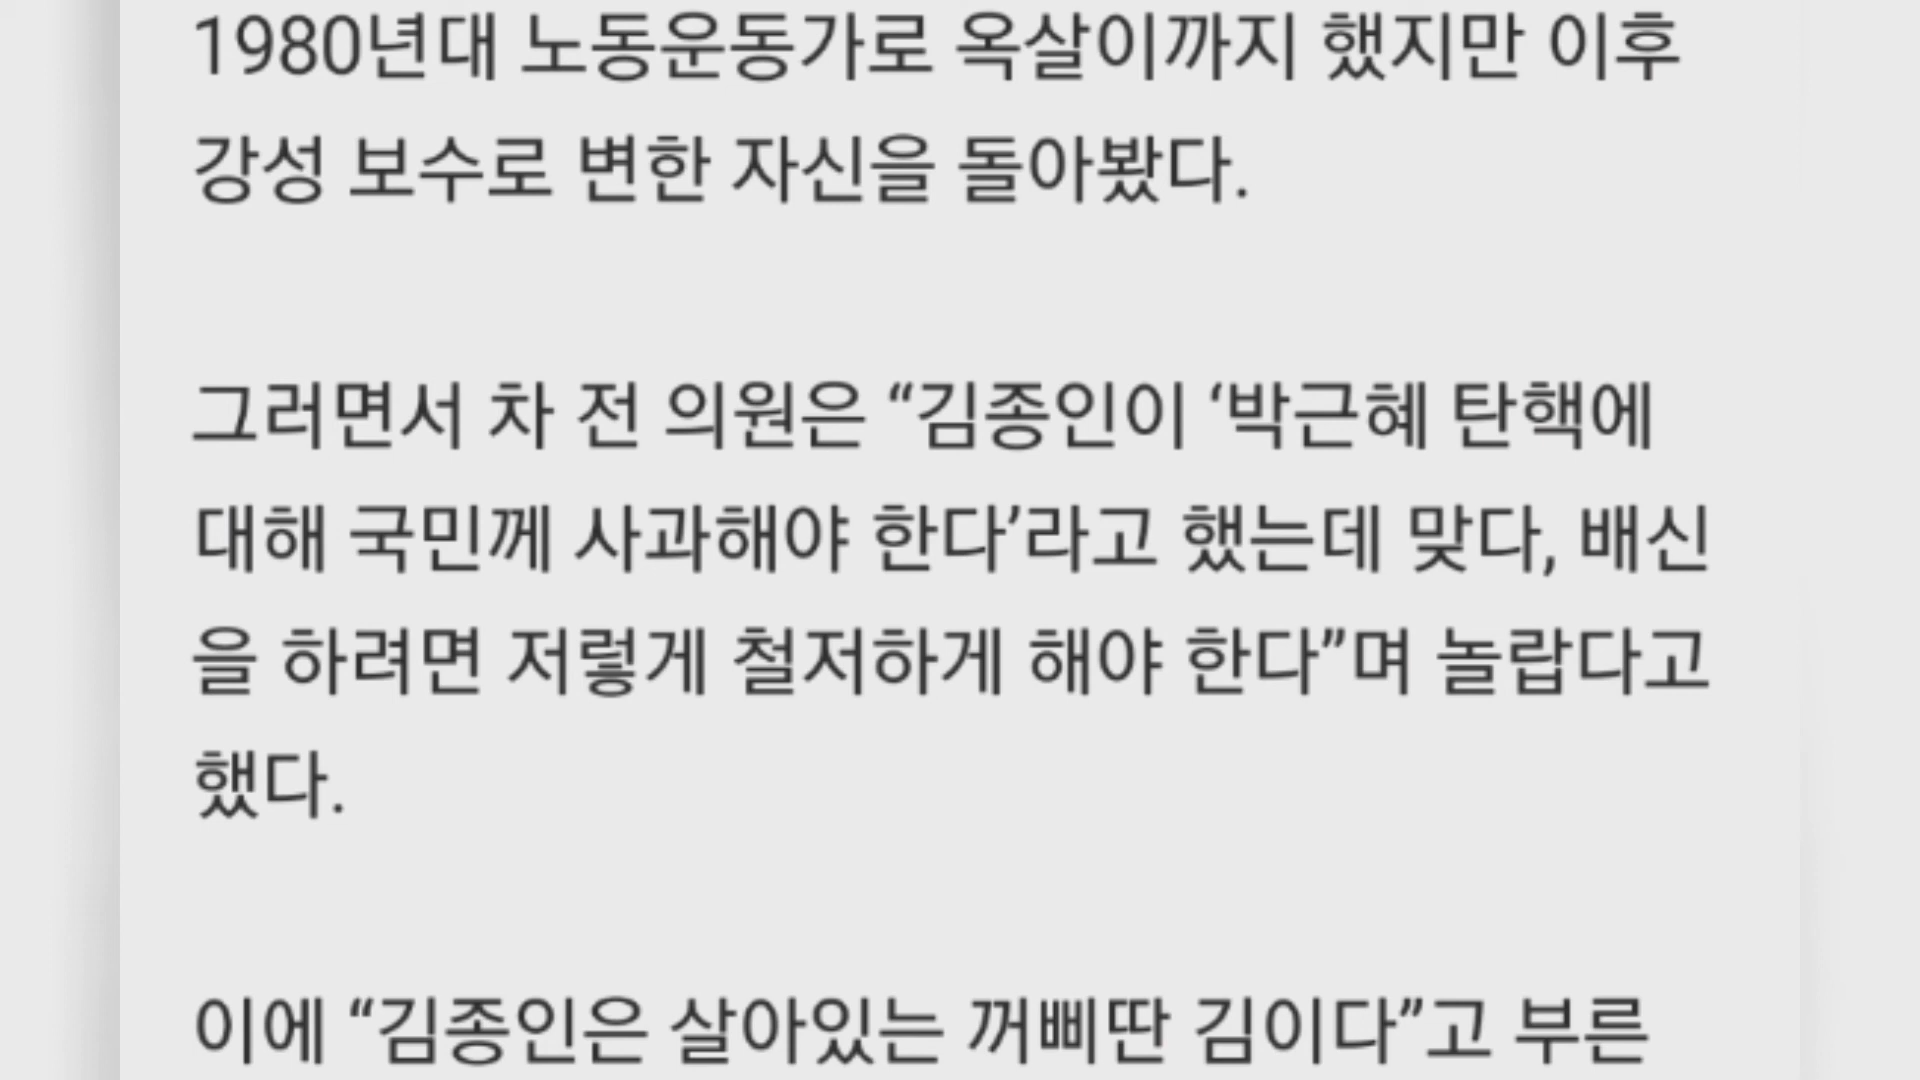 1980년대 노동운동가로 옥살이까지 했지만 이후
강성 보수로 변한 자신을 돌아봤다.
그러면서 차 전 의원은 “김종인이 ‘박근혜 탄핵에
대해 국민께 사과해야 한다’라고 했는데 맞다, 배신
을 하려면 저렇게 철저하게 해야 한다”며 놀랍다고
했다.
이에 “김종인은 살아있는 꺼삐딴 김이다”고 부른